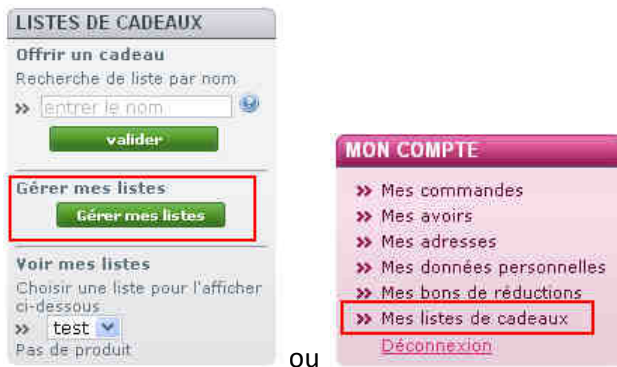 LISTES DE CADEAUX
Offrir un cadeau
Recherche de liste par nom
» entrer le nom
valider
Gérer mes listes
Gérer mes listes
Voir mes listes
Choisir une liste pour l'afficher
ci-dessous
» test
Pas de produit
ou
MON COMPTE
» Mes commandes
» Mes avoirs
» Mes adresses
» Mes données personnelles
» Mes bons de réductions
» Mes listes de cadeaux
Déconnexion